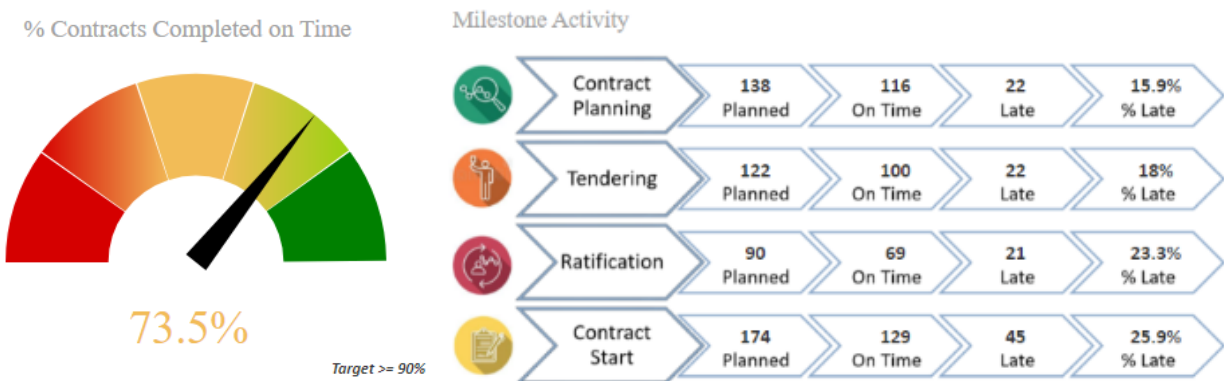 % Contracts Completed on Time
73.5%
Target >= 90%
Milestone Activity
Contract
Planning
138
Planned
116
On Time
22
Late
15.9%
% Late
Tendering
122
Planned
100
On Time
22
Late
18%
% Late
Ratification
90
Planned
69
On Time
21
Late
23.3%
% Late
Contract
Start
174
Planned
129
On Time
45
Late
25.9%
% Late